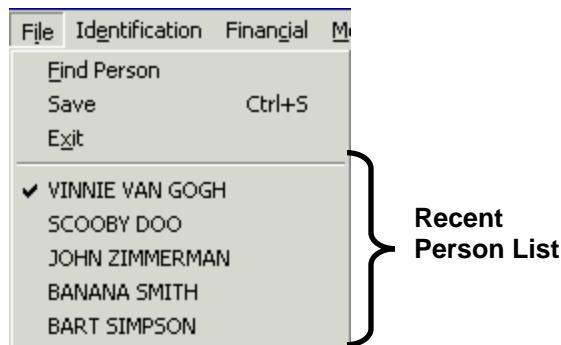 File Identification Financial M
Find Person
Save Ctrl+S
Exit
✔ VINNIE VAN GOGH
SCOOBY DOO
JOHN ZIMMERMAN
BANANA SMITH
BART SIMPSON
Recent
Person List